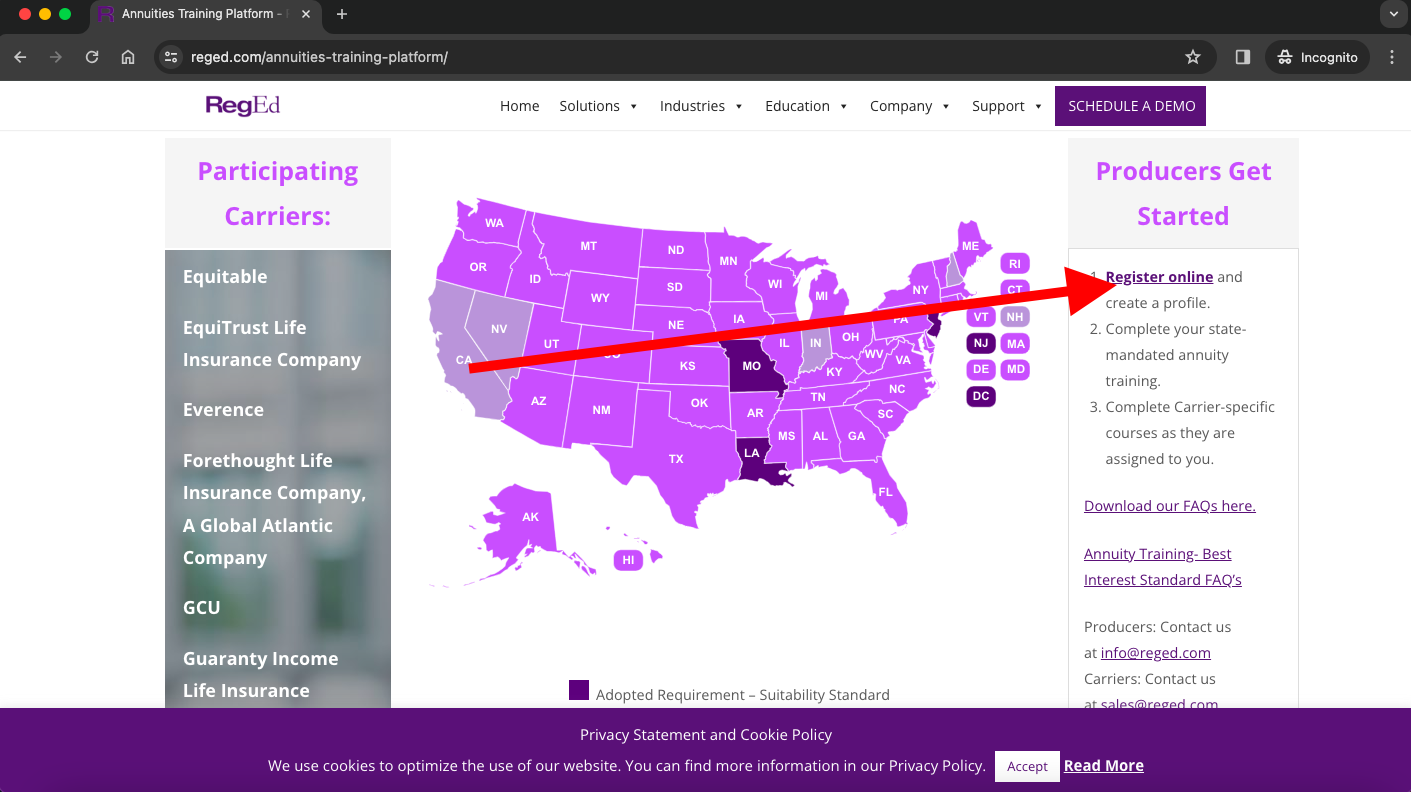 Annuities Training Platform -
reged.com/annuities-training-platform/
Incognito
RegEd
Home Solutions Industries Education Company Support SCHEDULE A DEMO
Participating
Carriers:
Equitable
EquiTrust Life
Insurance Company
Everence
Forethought Life
Insurance Company,
A Global Atlantic
Company
GCU
Guaranty Income
Life Insurance
WA
MT
ND
MN
ME
OR
ID
WY
SD
WI
MI
NY
RI
CT
NV
NE
IA
PA
VT
NH
CA
UT
KS
MO
IL
IN
OH
WV
VA
KY
NJ
MA
DE
MD
AZ
NM
OK
AR
TN
NC
SC
DC
TX
LA
MS
AL
GA
FL
AK
HI
Adopted Requirement – Suitability Standard
Producers Get
Started
1. Register online and
create a profile.
2. Complete your state-
mandated annuity
training.
3. Complete Carrier-specific
courses as they are
assigned to you.
Download our FAQs here.
Annuity Training- Best
Interest Standard FAQ's
Producers: Contact us
at info@reged.com
Carriers: Contact us
at sales@reged.com
Privacy Statement and Cookie Policy
We use cookies to optimize the use of our website. You can find more information in our Privacy Policy. Accept Read More